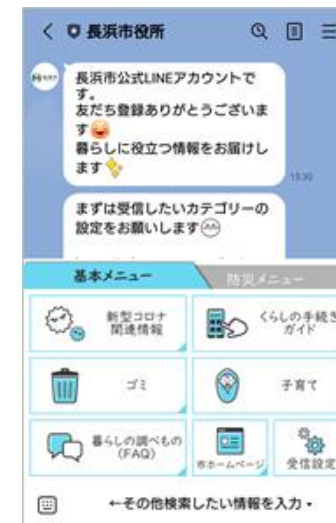 長浜市役所
長浜市公式LINEアカウントで
す。
友だち登録ありがとうございま
す
暮らしに役立つ情報をお届けし
ます
15:30
まずは受信したいカテゴリーの
設定をお願いします
基本メニュー
防災メニュー
新型コロナ
関連情報
くらしの手続き
ガイド
ゴミ
子育て
暮らしの調べもの
(FAQ)
市ホームページ
受信設定
←その他検索したい情報を入力・